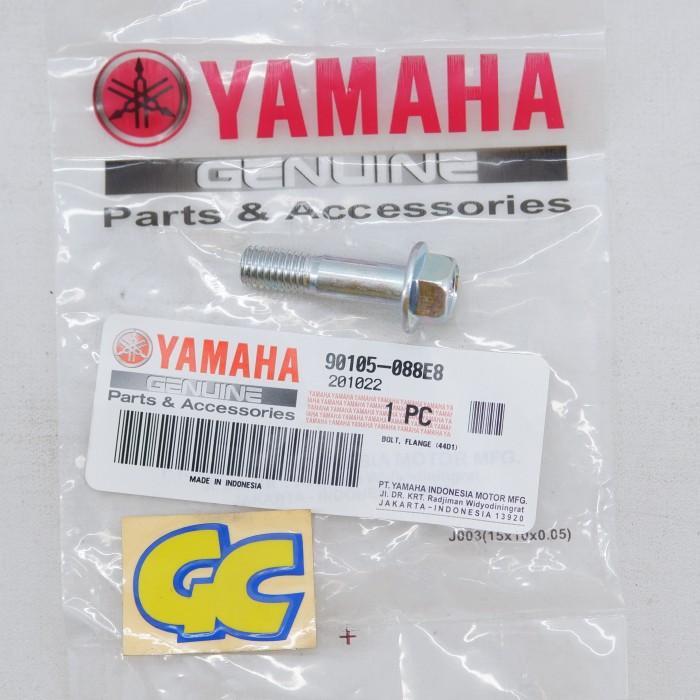 YAMAHA
GENUINE
Parts & Accessories
YAMAHA
GENUINE
Parts & Accessories
90105-088E8
201022
1 PC
BOLT, FLANGE (44D1)
MADE IN INDONESIA
PT. YAMAHA INDONESIA MOTOR MFG.
JL. DR. KRT. Radjiman Widyodiningrat
JAKARTA-INDONESIA 13920
J003(15x10x0.05)
GC